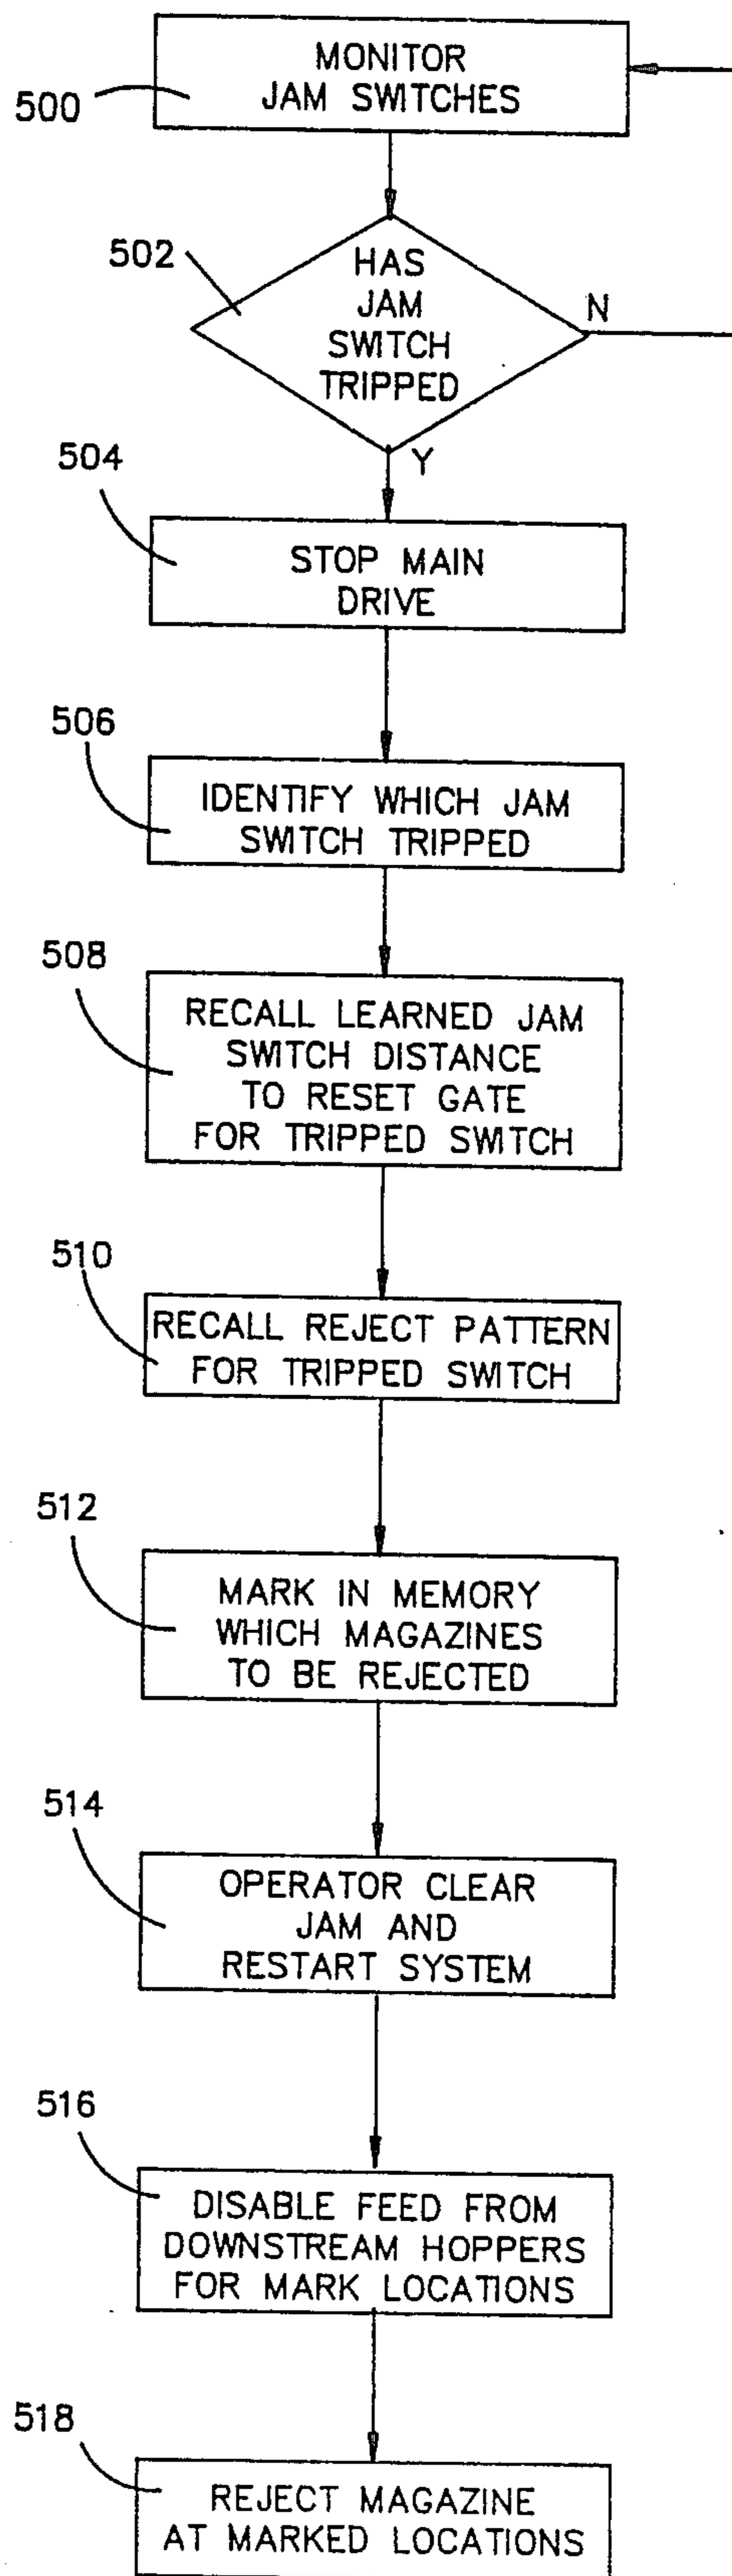 MONITOR
JAM SWITCHES
500
502
HAS
JAM
SWITCH
TRIPPED
N
Y
504
STOP MAIN
DRIVE
506
IDENTIFY WHICH JAM
SWITCH TRIPPED
508
RECALL LEARNED JAM
SWITCH DISTANCE
TO RESET GATE
FOR TRIPPED SWITCH
510
RECALL REJECT PATTERN
FOR TRIPPED SWITCH
512
MARK IN MEMORY
WHICH MAGAZINES
TO BE REJECTED
514
OPERATOR CLEAR
JAM AND
RESTART SYSTEM
516
DISABLE FEED FROM
DOWNSTREAM HOPPERS
FOR MARK LOCATIONS
518
REJECT MAGAZINE
AT MARKED LOCATIONS